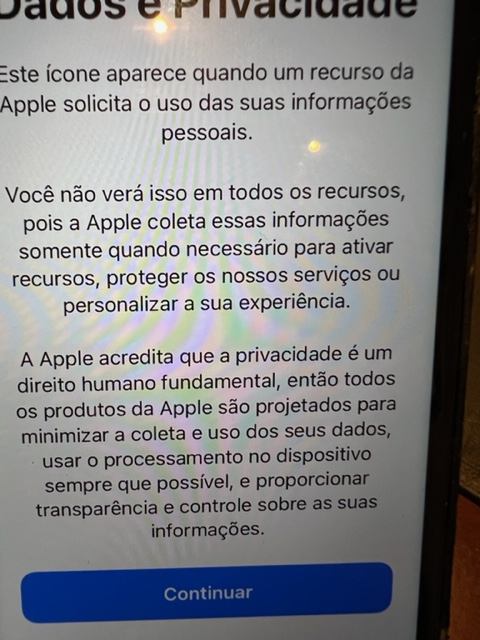 Dados e Privacidade
Este ícone aparece quando um recurso da
Apple solicita o uso das suas informações
pessoais.
Você não verá isso em todos os recursos,
pois a Apple coleta essas informações
somente quando necessário para ativar
recursos, proteger os nossos serviços ou
personalizar a sua experiência.
A Apple acredita que a privacidade é um
direito humano fundamental, então todos
os produtos da Apple são projetados para
minimizar a coleta e uso dos seus dados,
usar o processamento no dispositivo
sempre que possível, e proporcionar
transparência e controle sobre as suas
informações.
Continuar